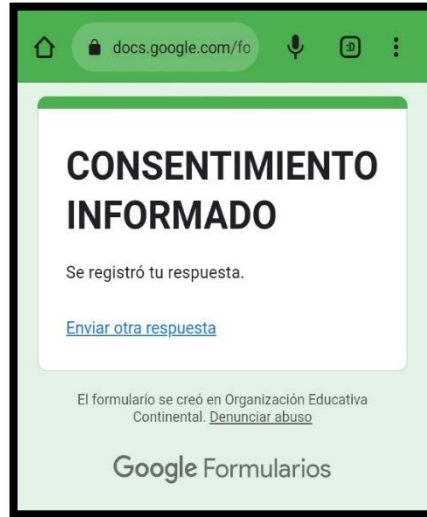 docs.google.com/fo
:D
CONSENTIMIENTO
INFORMADO
Se registró tu respuesta.
Enviar otra respuesta
El formulario se creó en Organización Educativa
Continental. Denunciar abuso
Google Formularios